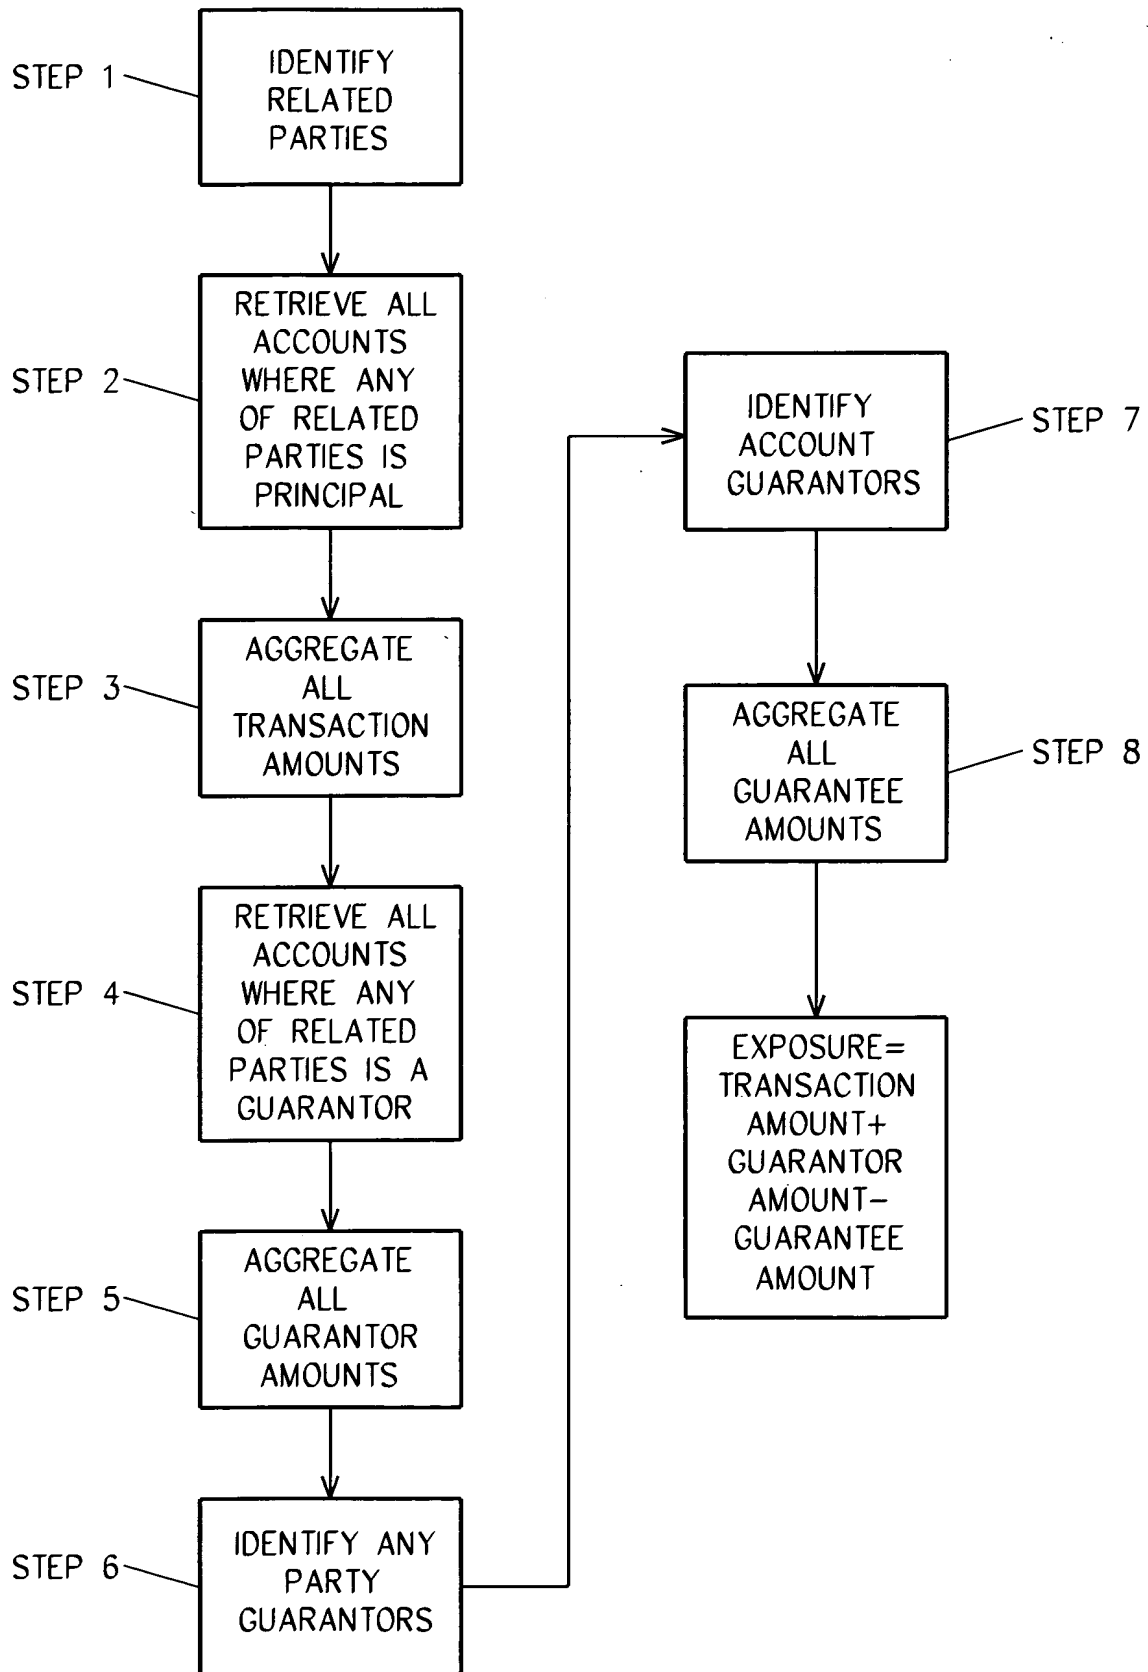 STEP 1
IDENTIFY
RELATED
PARTIES
STEP 2
RETRIEVE ALL
ACCOUNTS
WHERE ANY
OF RELATED
PARTIES IS
PRINCIPAL
STEP 3
AGGREGATE
ALL
TRANSACTION
AMOUNTS
STEP 4
RETRIEVE ALL
ACCOUNTS
WHERE ANY
OF RELATED
PARTIES IS A
GUARANTOR
STEP 5
AGGREGATE
ALL
GUARANTOR
AMOUNTS
STEP 6
IDENTIFY ANY
PARTY
GUARANTORS
IDENTIFY
ACCOUNT
GUARANTORS
STEP 7
AGGREGATE
ALL
GUARANTEE
AMOUNTS
STEP 8
EXPOSURE=
TRANSACTION
AMOUNT+
GUARANTOR
AMOUNT-
GUARANTEE
AMOUNT